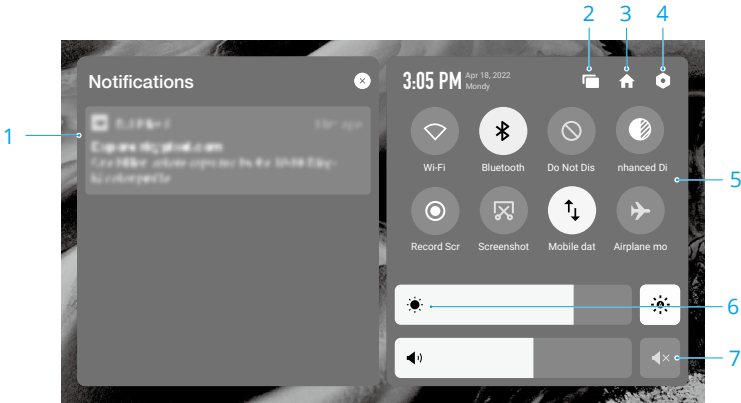 2 3 4
Notifications
3:05 PM Apr 18, 2022
Mondy
1
Wi-Fi Bluetooth Do Not Dis nhanced Di
5
Record Scr Screenshot Mobile dat Airplane mo
A
6
7